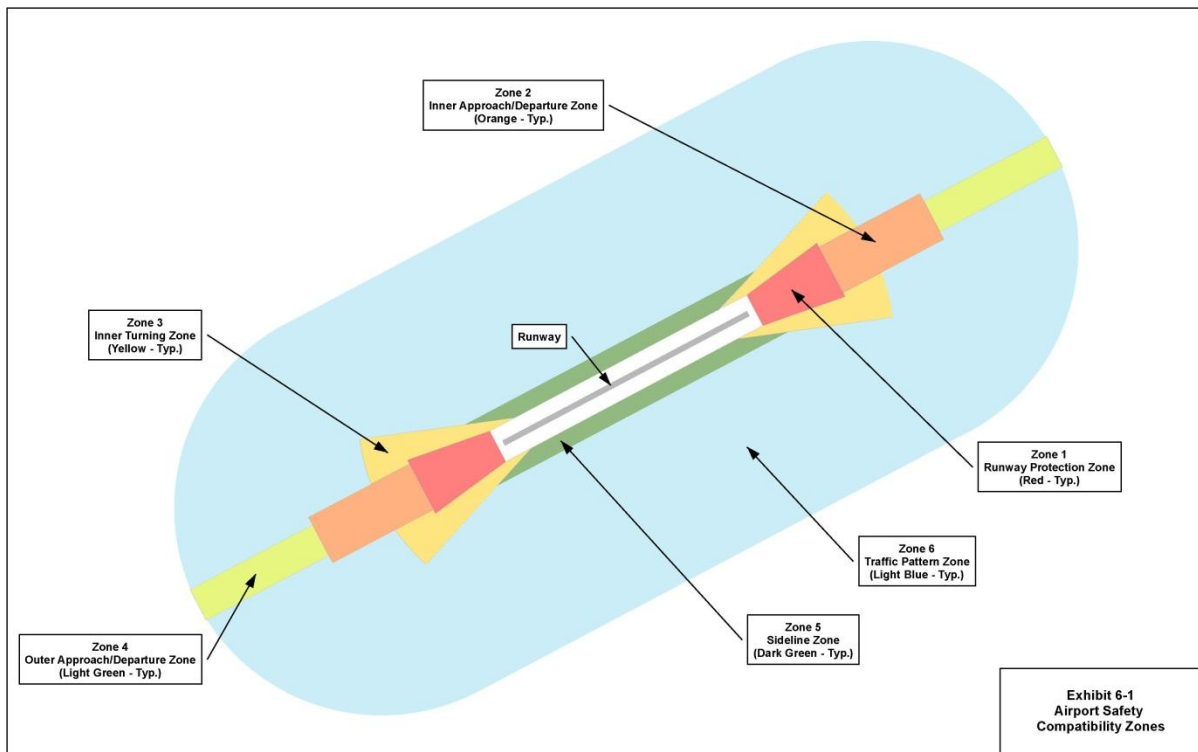 Zone 2
Inner Approach/Departure Zone
(Orange - Typ.)
Zone 3
Inner Turning Zone
(Yellow - Typ.)
Runway
Zone 1
Runway Protection Zone
(Red - Typ.)
Zone 6
Traffic Pattern Zone
(Light Blue - Typ.)
Zone 5
Sideline Zone
(Dark Green - Typ.)
Zone 4
Outer Approach/Departure Zone
(Light Green - Typ.)
Exhibit 6-1
Airport Safety
Compatibility Zones